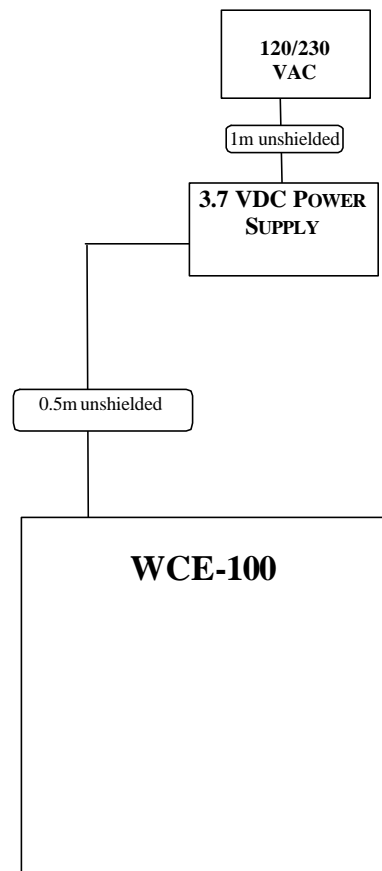 120/230
VAC
1m unshielded
3.7 VDC POWER
SUPPLY
0.5m unshielded
WCE-100